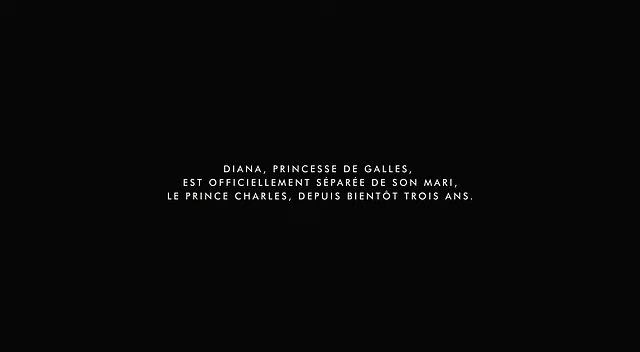 DIANA, PRINCESSE DE GALLES,
EST OFFICIELLEMENT SÉPARÉE DE SON MARI,
LE PRINCE CHARLES, DEPUIS BIENTÔT TROIS ANS.